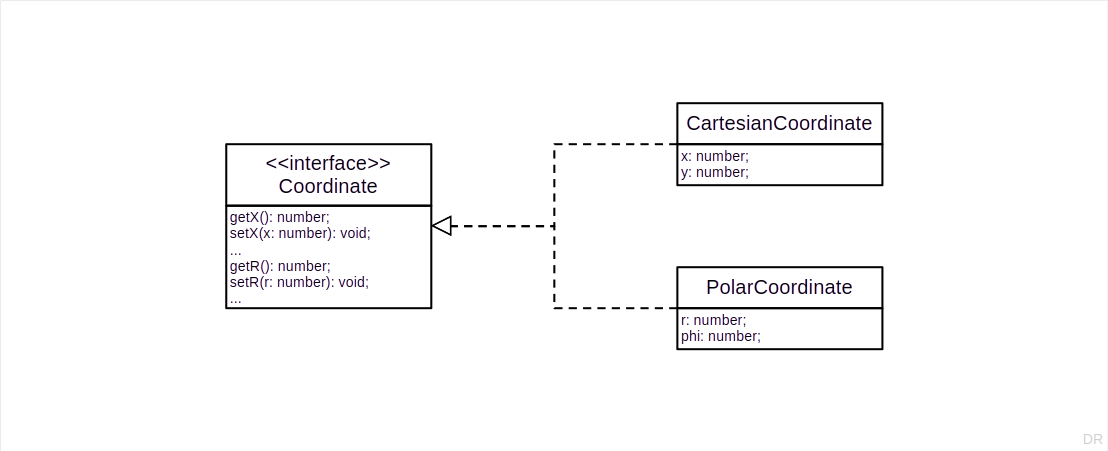 <<interface>>
Coordinate
getX(): number;
setX(x: number): void;
...
getR(): number;
setR(r: number): void;
...
CartesianCoordinate
x: number;
y: number;
PolarCoordinate
r: number;
phi: number;
DR